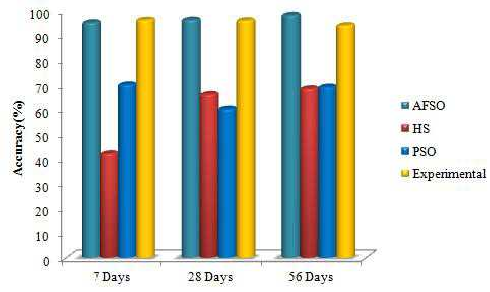 100
90
80
70
60
50
40
30
20
10
0
Accuracy(%)
7 Days
28 Days
56 Days
AFSO
HS
PSO
Experimental